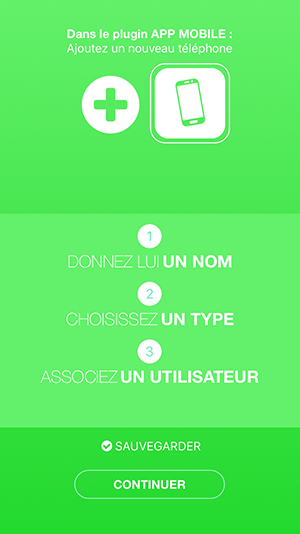 Dans le plugin APP MOBILE :
Ajoutez un nouveau téléphone
1
DONNEZ LUI UN NOM
2
CHOISISSEZ UN TYPE
3
ASSOCIEZ UN UTILISATEUR
SAUVEGARDER
CONTINUER